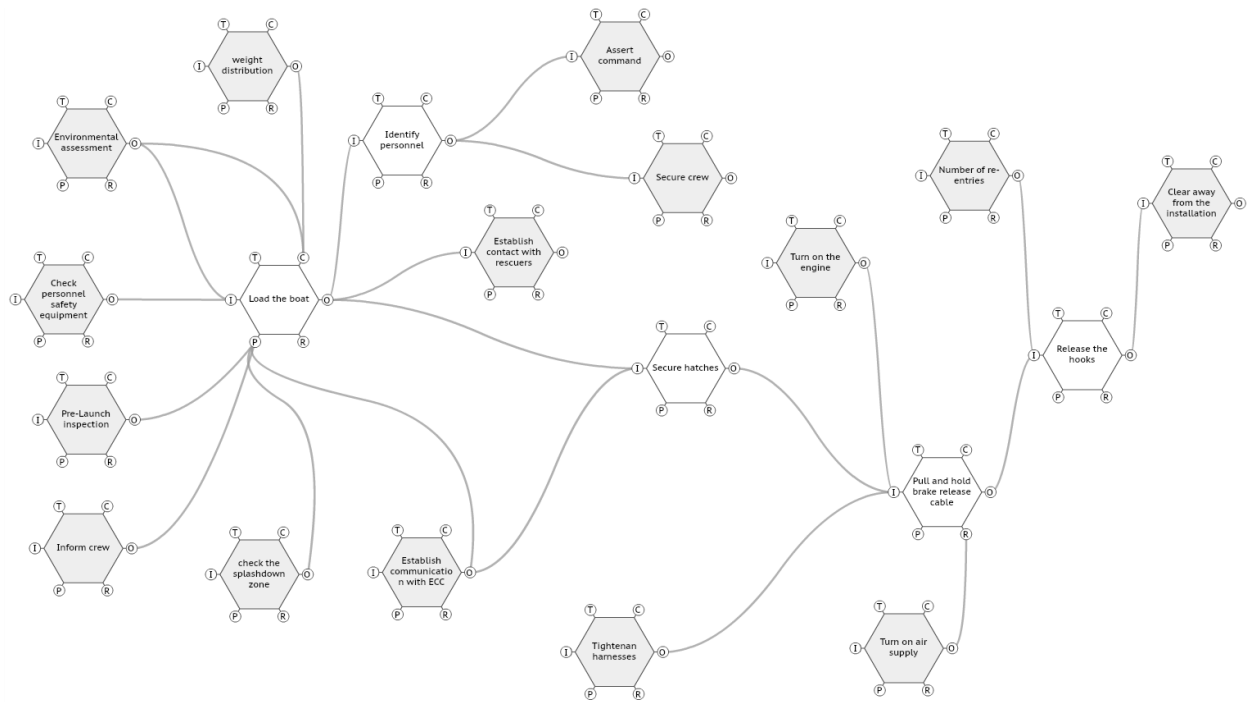 T C
weight
distribution
I O
P R
T C
Assert
command
I O
P R
T C
Environmental
assessment
I O
P R
T C
Identify
personnel
I O
P R
T C
Secure crew
I O
P R
T C
Number of re-
entries
I O
P R
T C
Clear away
from the
installation
I O
P R
T C
Establish
contact with
rescuers
I O
P R
T C
Turn on the
engine
I O
P R
T C
Check
personnel
safety
equipment
I O
P R
T C
Load the boat
I O
P R
T C
Secure hatches
I O
P R
T C
Release the
hooks
I O
P R
T C
Pre-Launch
inspection
I O
P R
T C
Pull and hold
brake release
cable
I O
P R
T C
Inform crew
I O
P R
T C
check the
splashdown
zone
I O
P R
T C
Establish
communicatio
n with ECC
I O
P R
T C
Tightenan
harnesses
I O
P R
T C
Turn on air
supply
I O
P R